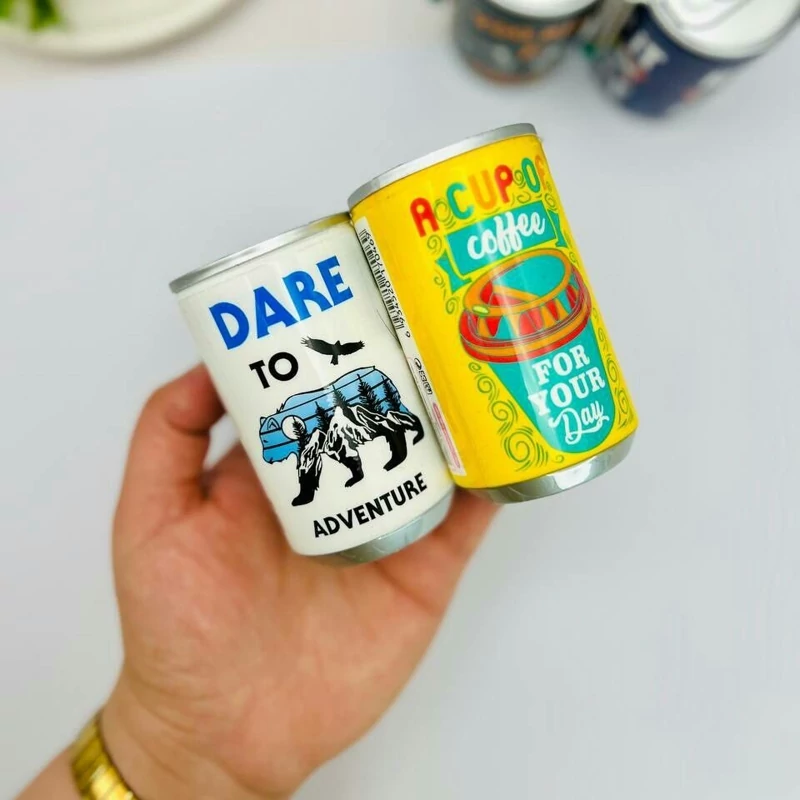 DARE
TO
ADVENTURE
A CUP OF
coffee
FOR
YOUR
Day